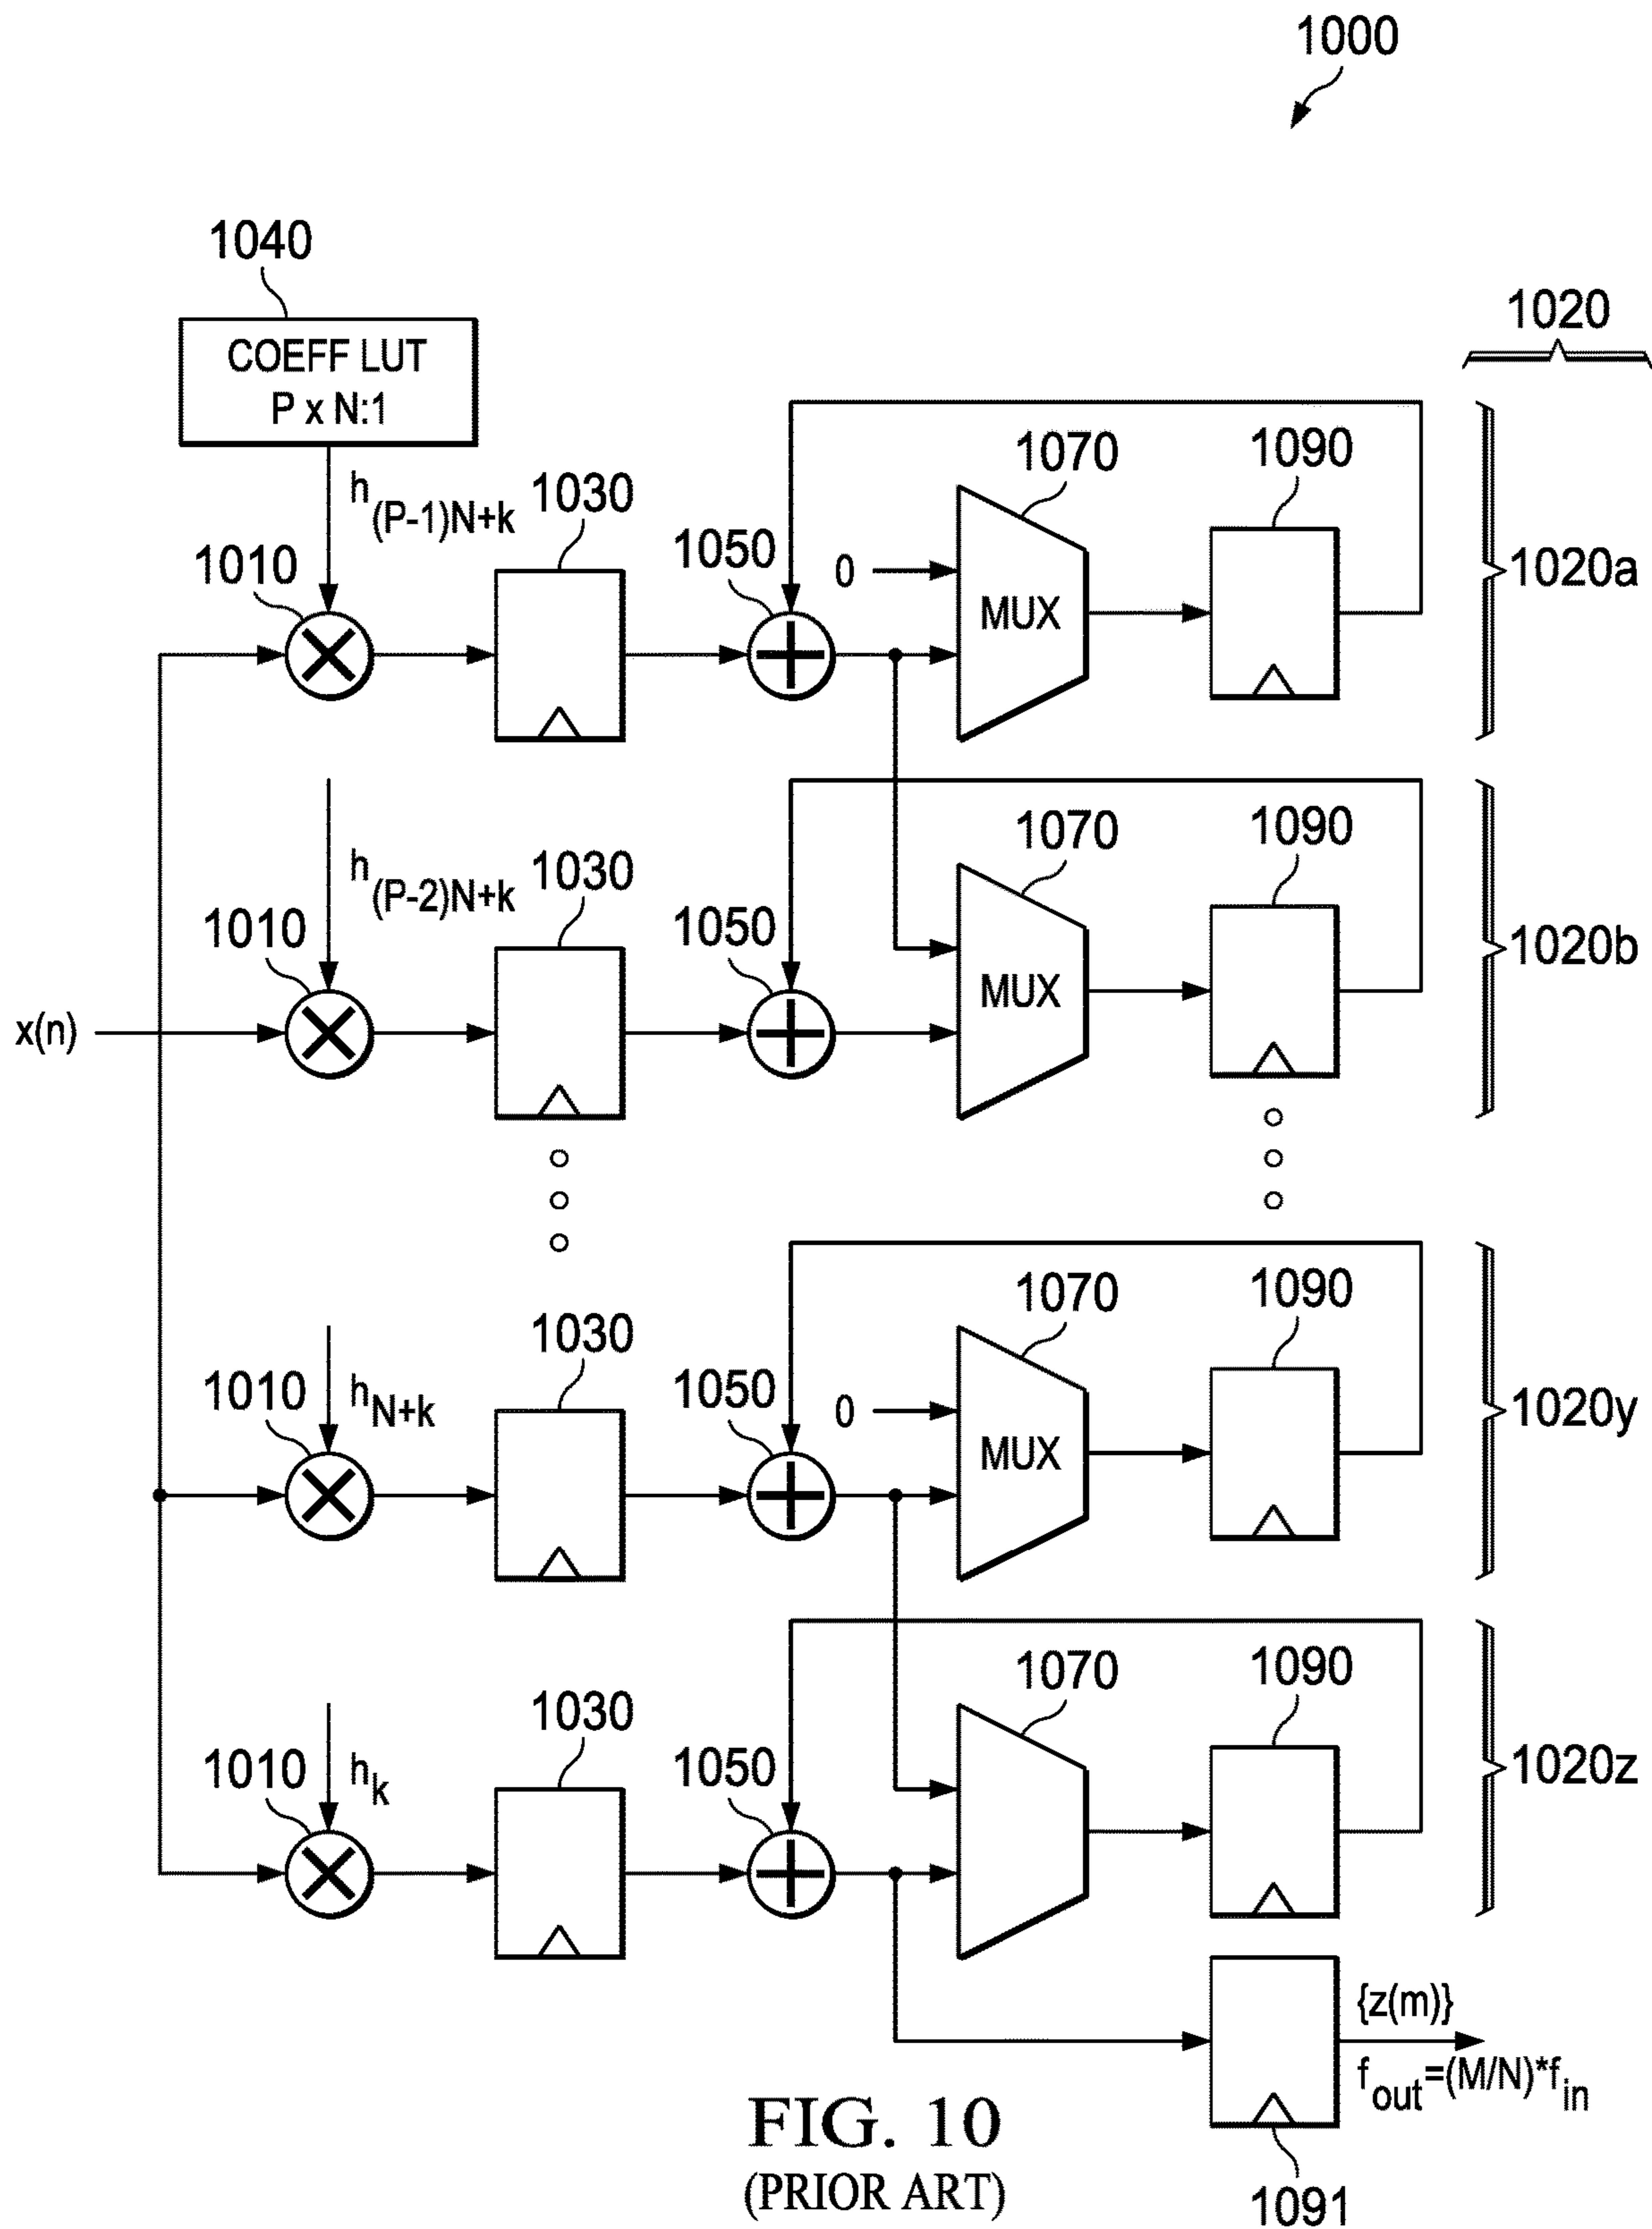 1000
1040
COEFF LUT
P x N:1
1020
h(P-1)N+k
1030
1070
1090
1010
1050
0
MUX
1020a
h(P-2)N+k
1030
1070
1090
1010
1050
MUX
1020b
x(n)
1030
1070
1090
1010
hN+k
1050
0
MUX
1020y
1030
1070
1090
1010
hk
1050
1020z
{z(m)}
fout=(M/N)*fin
FIG. 10
(PRIOR ART)
1091